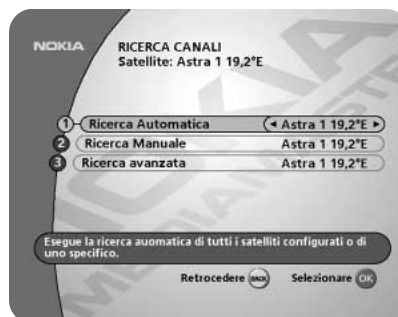 NOKIA
RICERCA CANALI
Satellite: Astra 1 19,2°E
1 Ricerca Automatica ◄ Astra 1 19,2°E ►
2 Ricerca Manuale Astra 1 19,2°E
3 Ricerca avanzata Astra 1 19,2°E
Esegue la ricerca auomatica di tutti i satelliti configurati o di
uno specifico.
Retrocedere BACK Selezionare OK
NOKIA
MEDIAMASTER